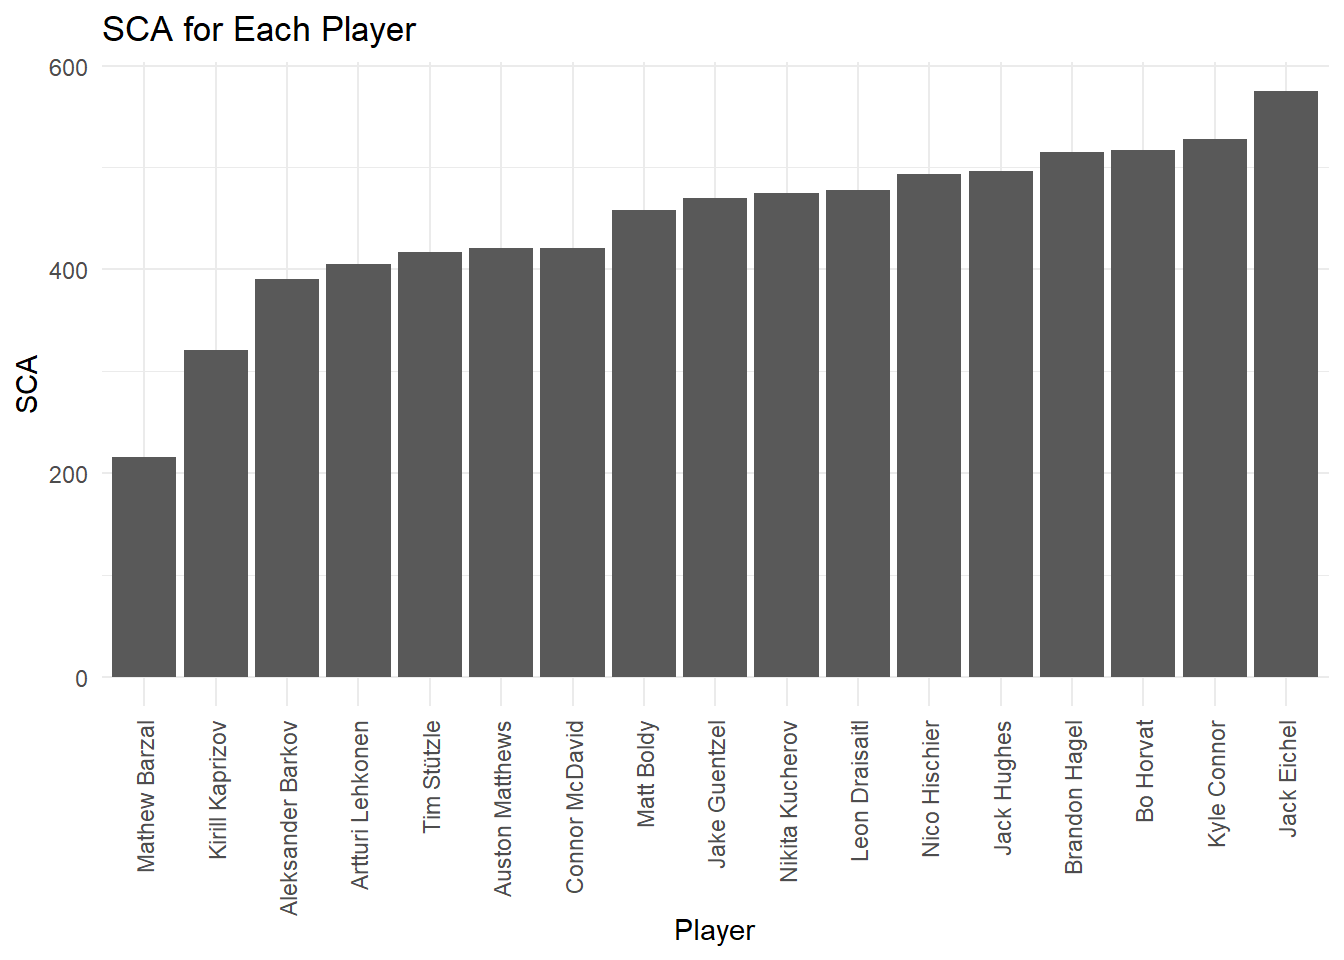 SCA for Each Player
600
400
200
0
SCA
Mathew Barzal
Kirill Kaprizov
Aleksander Barkov
Artturi Lehkonen
Tim Stützle
Auston Matthews
Connor McDavid
Matt Boldy
Jake Guentzel
Nikita Kucherov
Leon Draisaitl
Nico Hischier
Jack Hughes
Brandon Hagel
Bo Horvat
Kyle Connor
Jack Eichel
Player